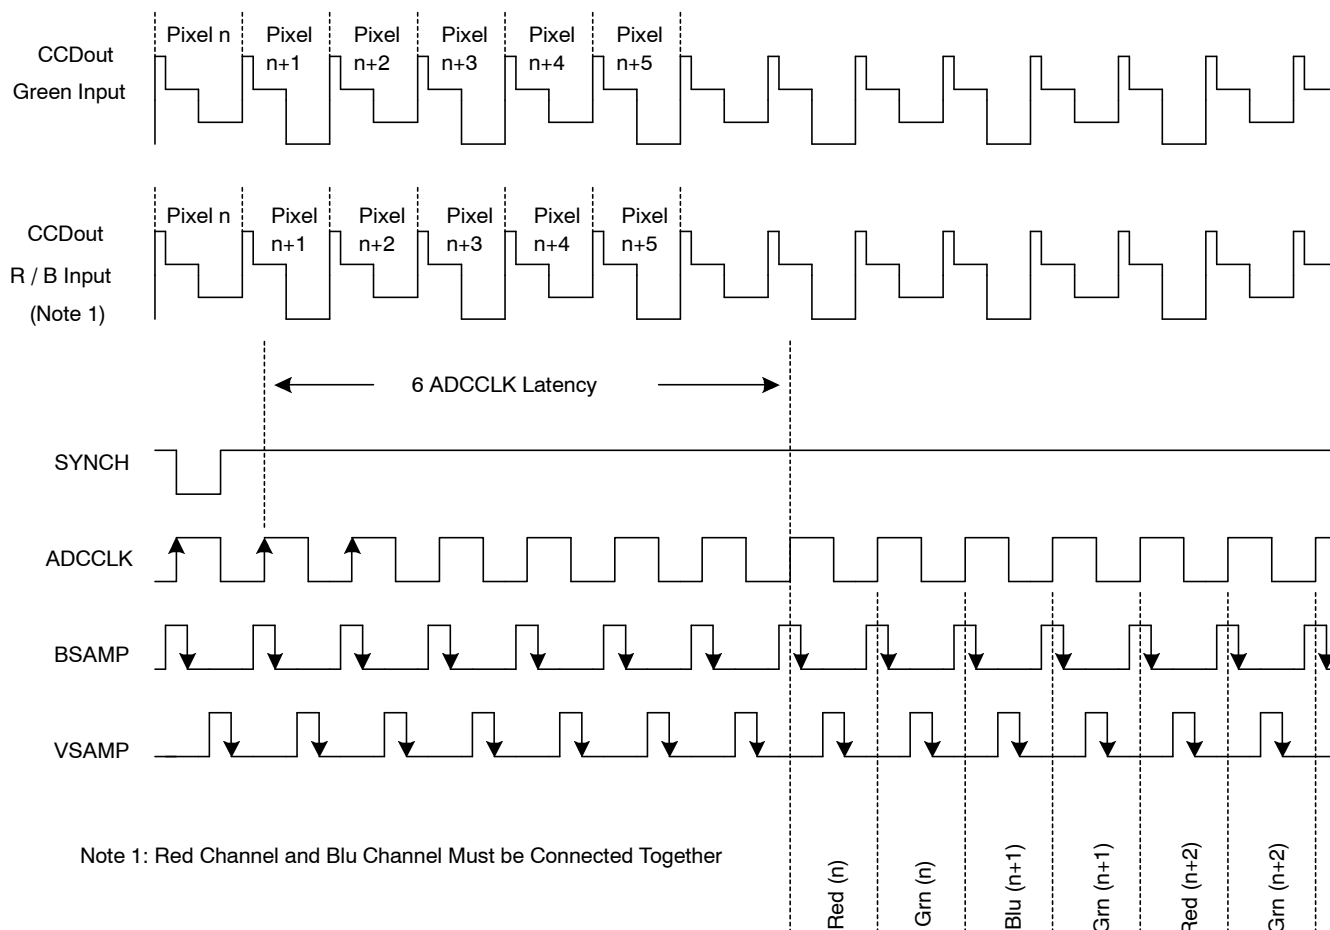 CCDout
Green Input
Pixel n
Pixel
n+1
Pixel
n+2
Pixel
n+3
Pixel
n+4
Pixel
n+5
CCDout
R / B Input
(Note 1)
Pixel n
Pixel
n+1
Pixel
n+2
Pixel
n+3
Pixel
n+4
Pixel
n+5
6 ADCCLK Latency
SYNCH
ADCCLK
BSAMP
VSAMP
Note 1: Red Channel and Blu Channel Must be Connected Together
Red (n)
Grn (n)
Blu (n+1)
Grn (n+1)
Red (n+2)
Grn (n+2)